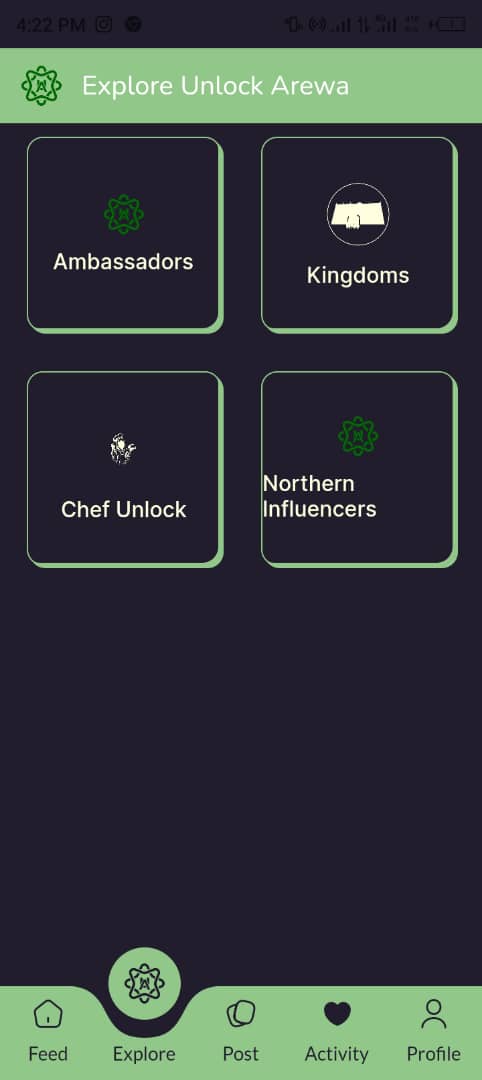 4:22 PM
Explore Unlock Arewa
Ambassadors
Kingdoms
Chef Unlock
Northern
Influencers
Feed
Explore
Post
Activity
Profile